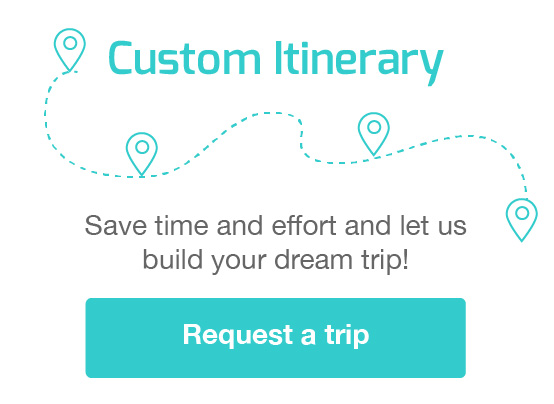 Custom Itinerary
Save time and effort and let us
build your dream trip!
Request a trip